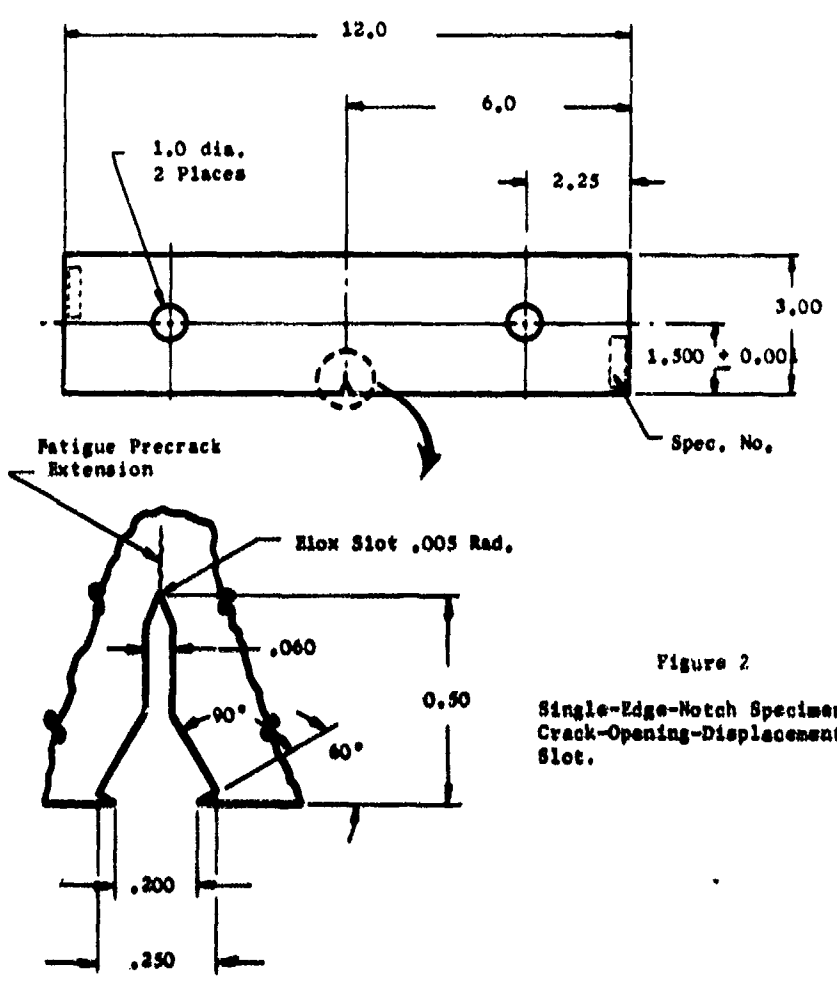 12.0
6.0
1.0 dia.
2 Places
2.25
3.00
1.500 ± 0.001
Spec. No.
Fatigue Precrack
Extension
Elox Slot .005 Rad.
.060
0.50
90°
60°
.200
.250
Figure 2
Single-Edge-Notch Specimen
Crack-Opening-Displacement
Slot.